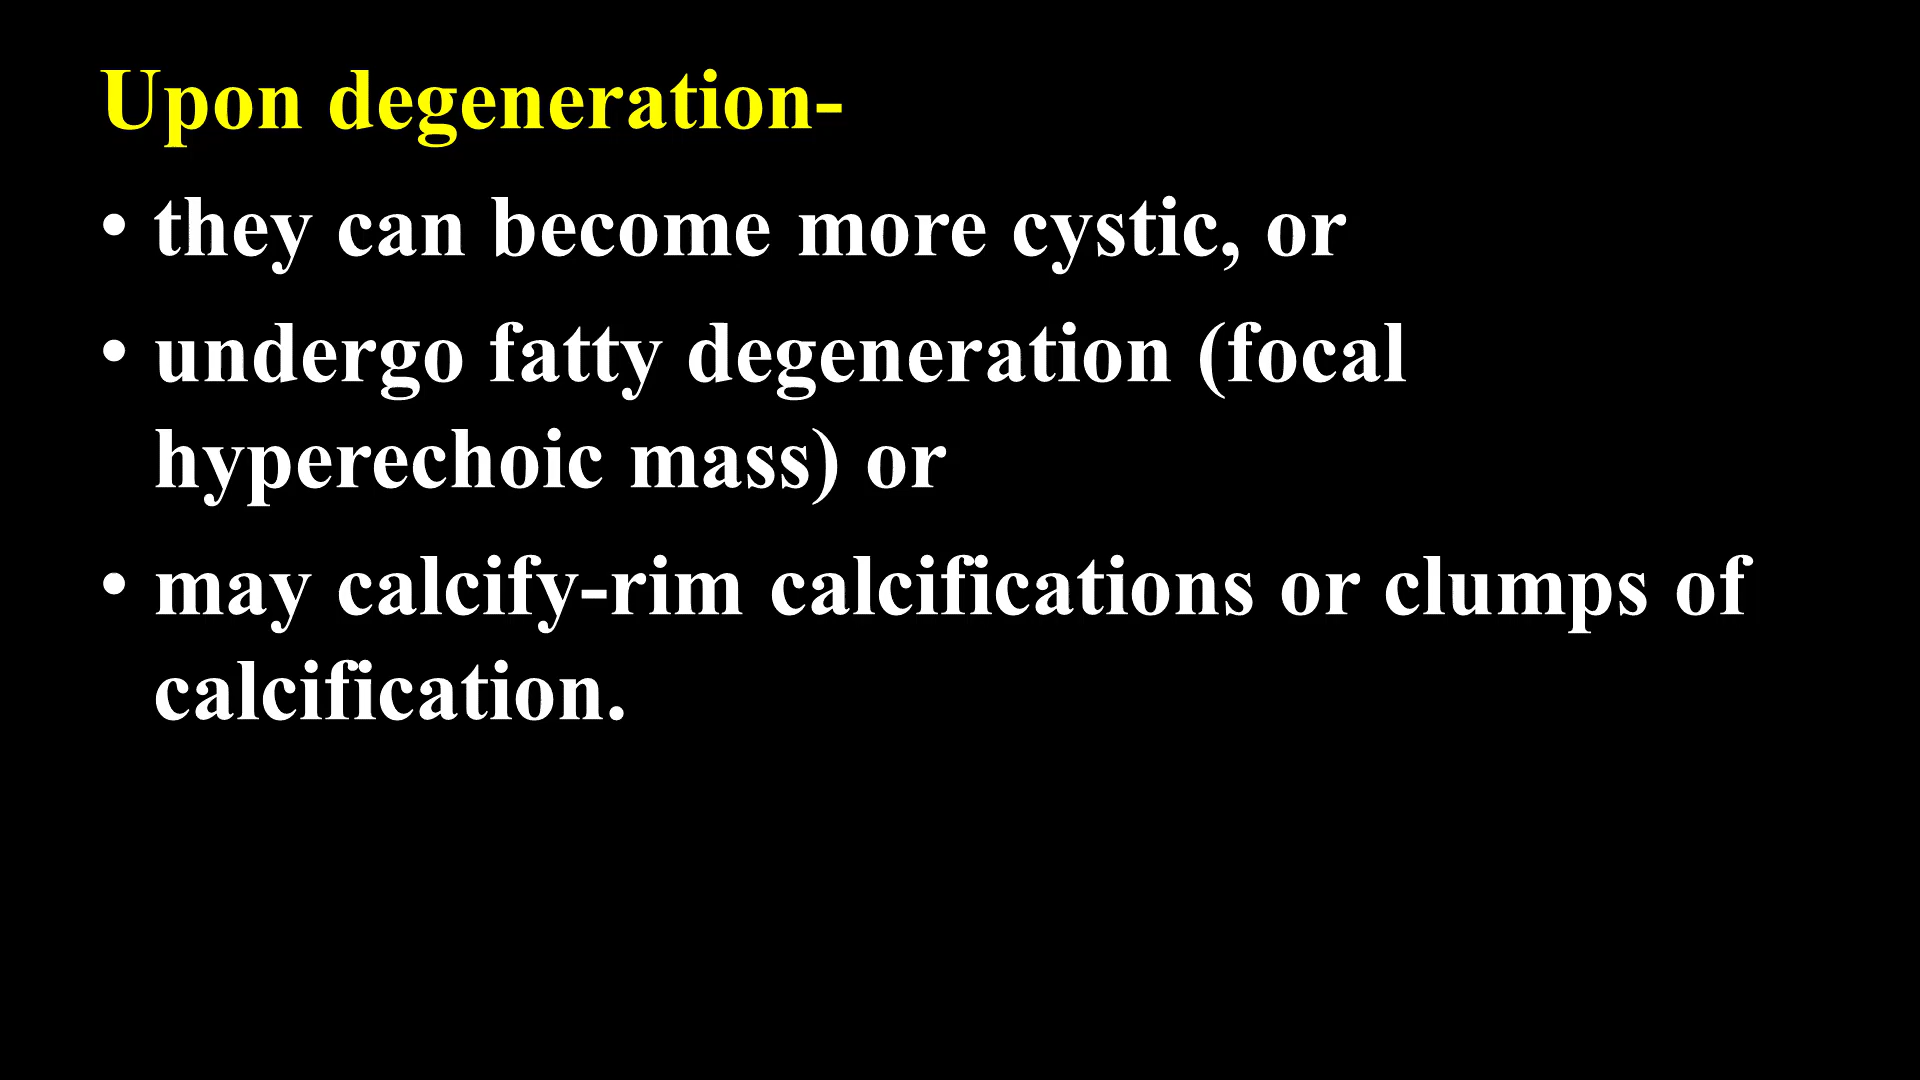 Upon degeneration-
• they can become more cystic, or
• undergo fatty degeneration (focal
hyperechoic mass) or
• may calcify-rim calcifications or clumps of
calcification.